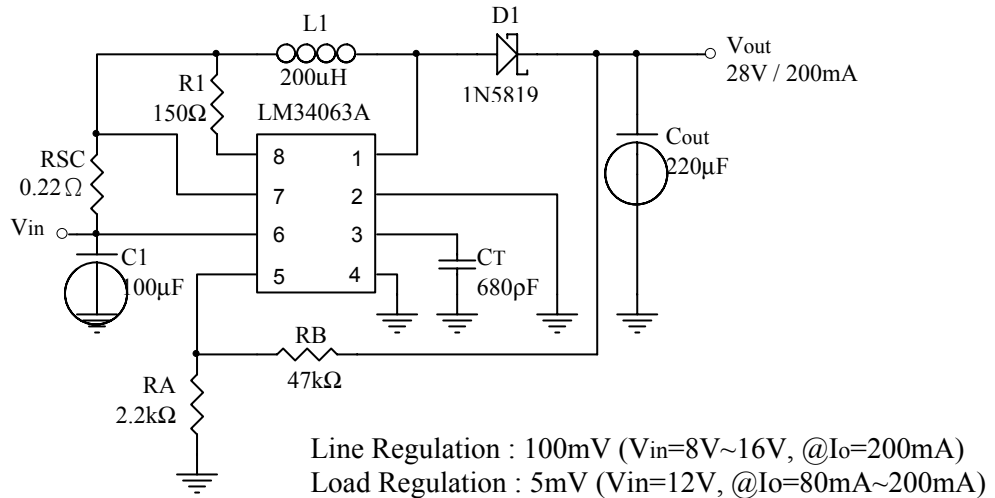 L1
200µH
D1
1N5819
Vout
28V / 200mA
R1
150Ω
LM34063A
8
7
6
5
1
2
3
4
RSC
0.22Ω
Vin
C1
100µF
CT
680ρF
Cout
220µF
RB
47kΩ
RA
2.2kΩ
Line Regulation : 100mV (Vin=8V~16V, @Io=200mA)
Load Regulation : 5mV (Vin=12V, @Io=80mA~200mA)